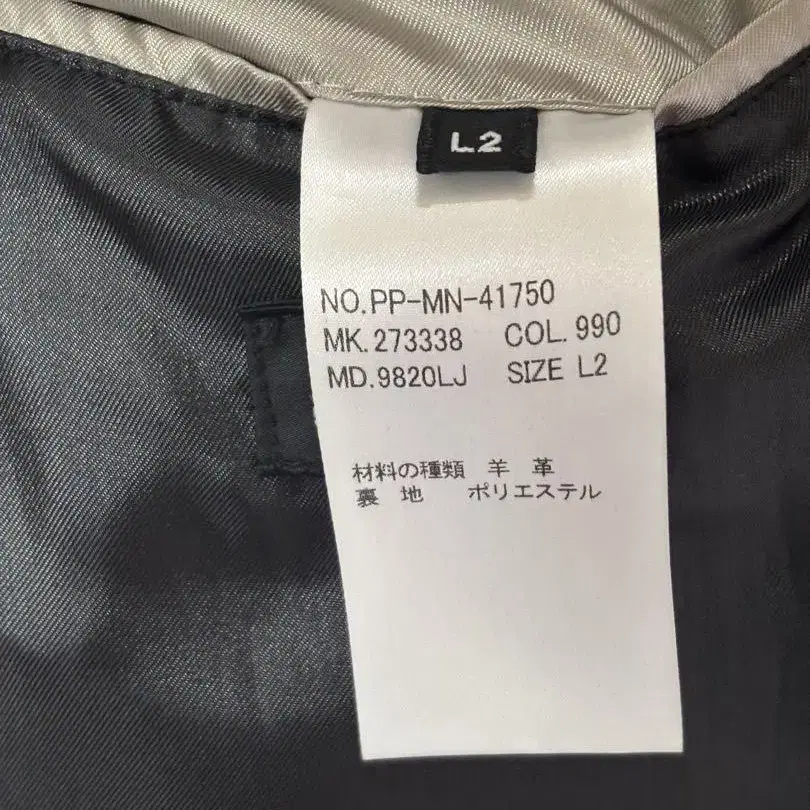 L2
NO.PP-MN-41750
MK.273338 COL.990
MD.9820LJ SIZE L2
材料の種類 羊 革
裏 地 ポリエステル